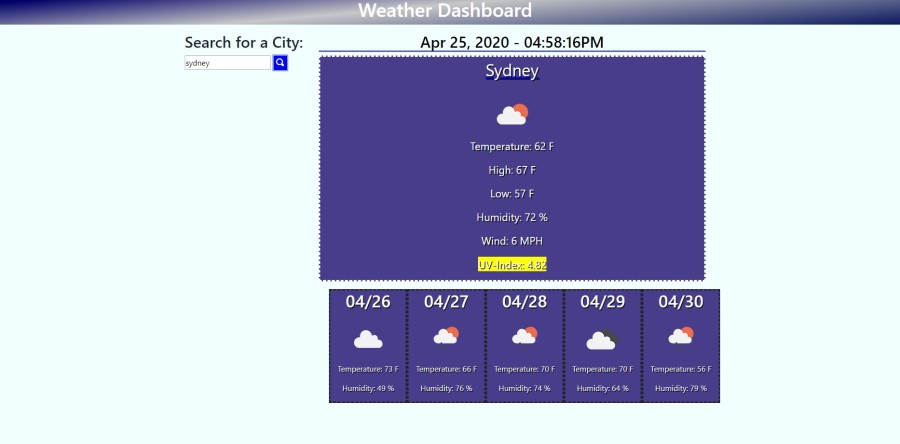 Weather Dashboard
Search for a City:
sydney
Apr 25, 2020 - 04:58:16PM
Sydney
Temperature: 62 F
High: 67 F
Low: 57 F
Humidity: 72 %
Wind: 6 MPH
UV-Index: 4.82
04/26 04/27 04/28 04/29 04/30
Temperature: 73 F Temperature: 66 F Temperature: 70 F Temperature: 70 F Temperature: 56 F
Humidity: 49 % Humidity: 76 % Humidity: 74 % Humidity: 64 % Humidity: 79 %